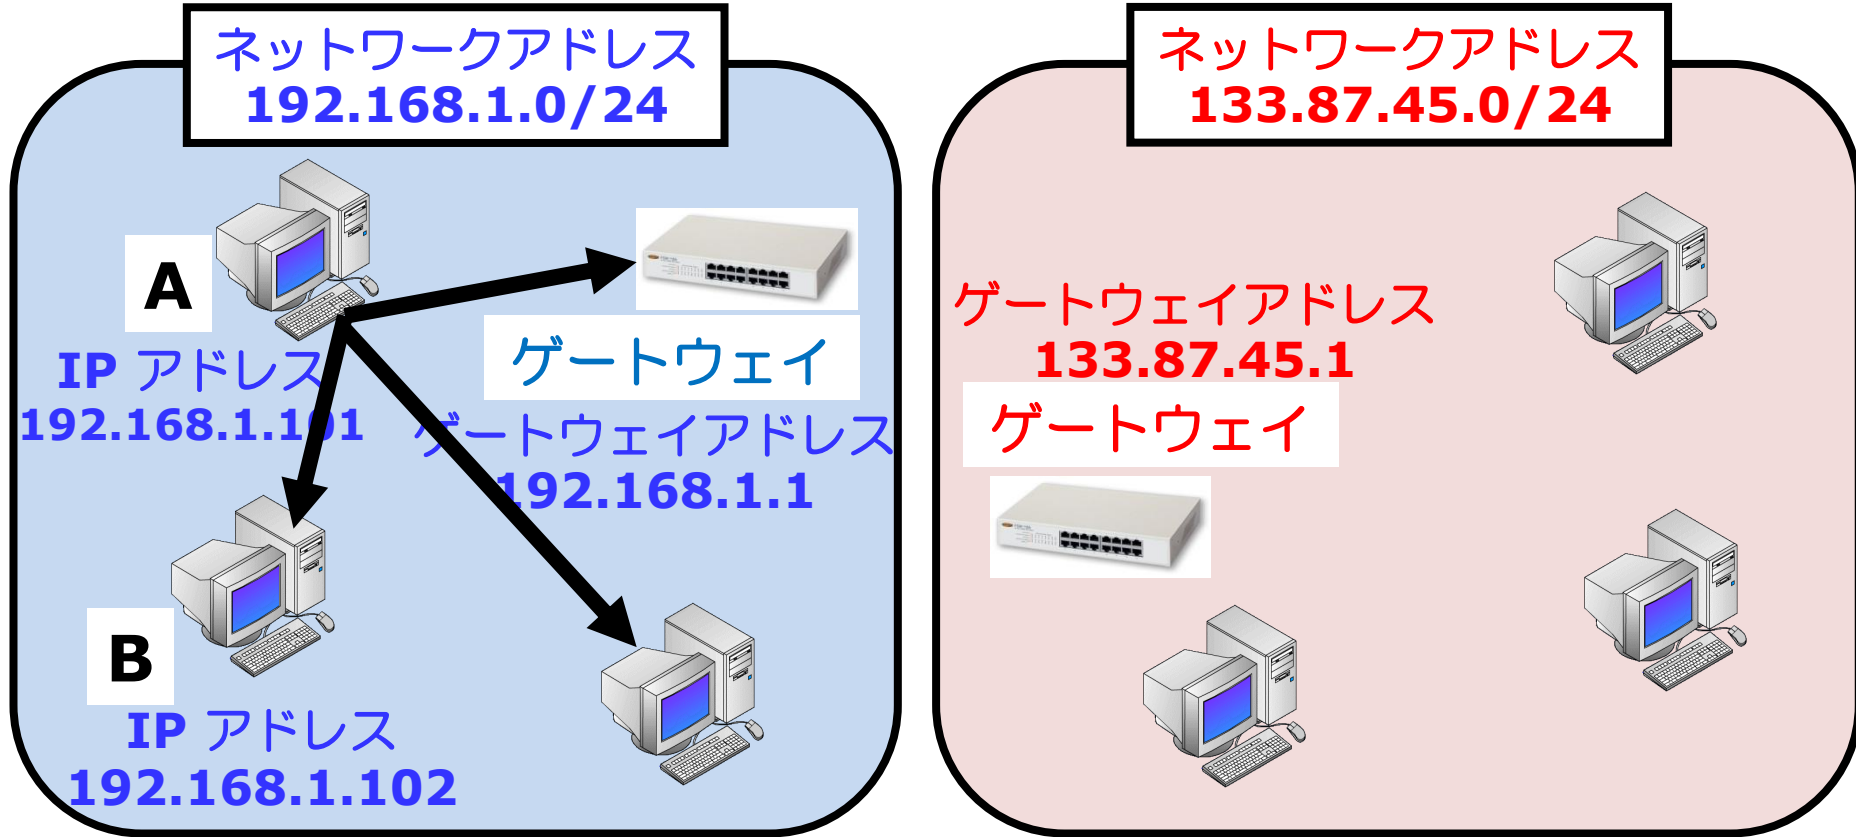 ネットワークアドレス
192.168.1.0/24
A
IP アドレス
192.168.1.101
ゲートウェイ
ゲートウェイアドレス
192.168.1.1
B
IP アドレス
192.168.1.102
ネットワークアドレス
133.87.45.0/24
ゲートウェイアドレス
133.87.45.1
ゲートウェイ